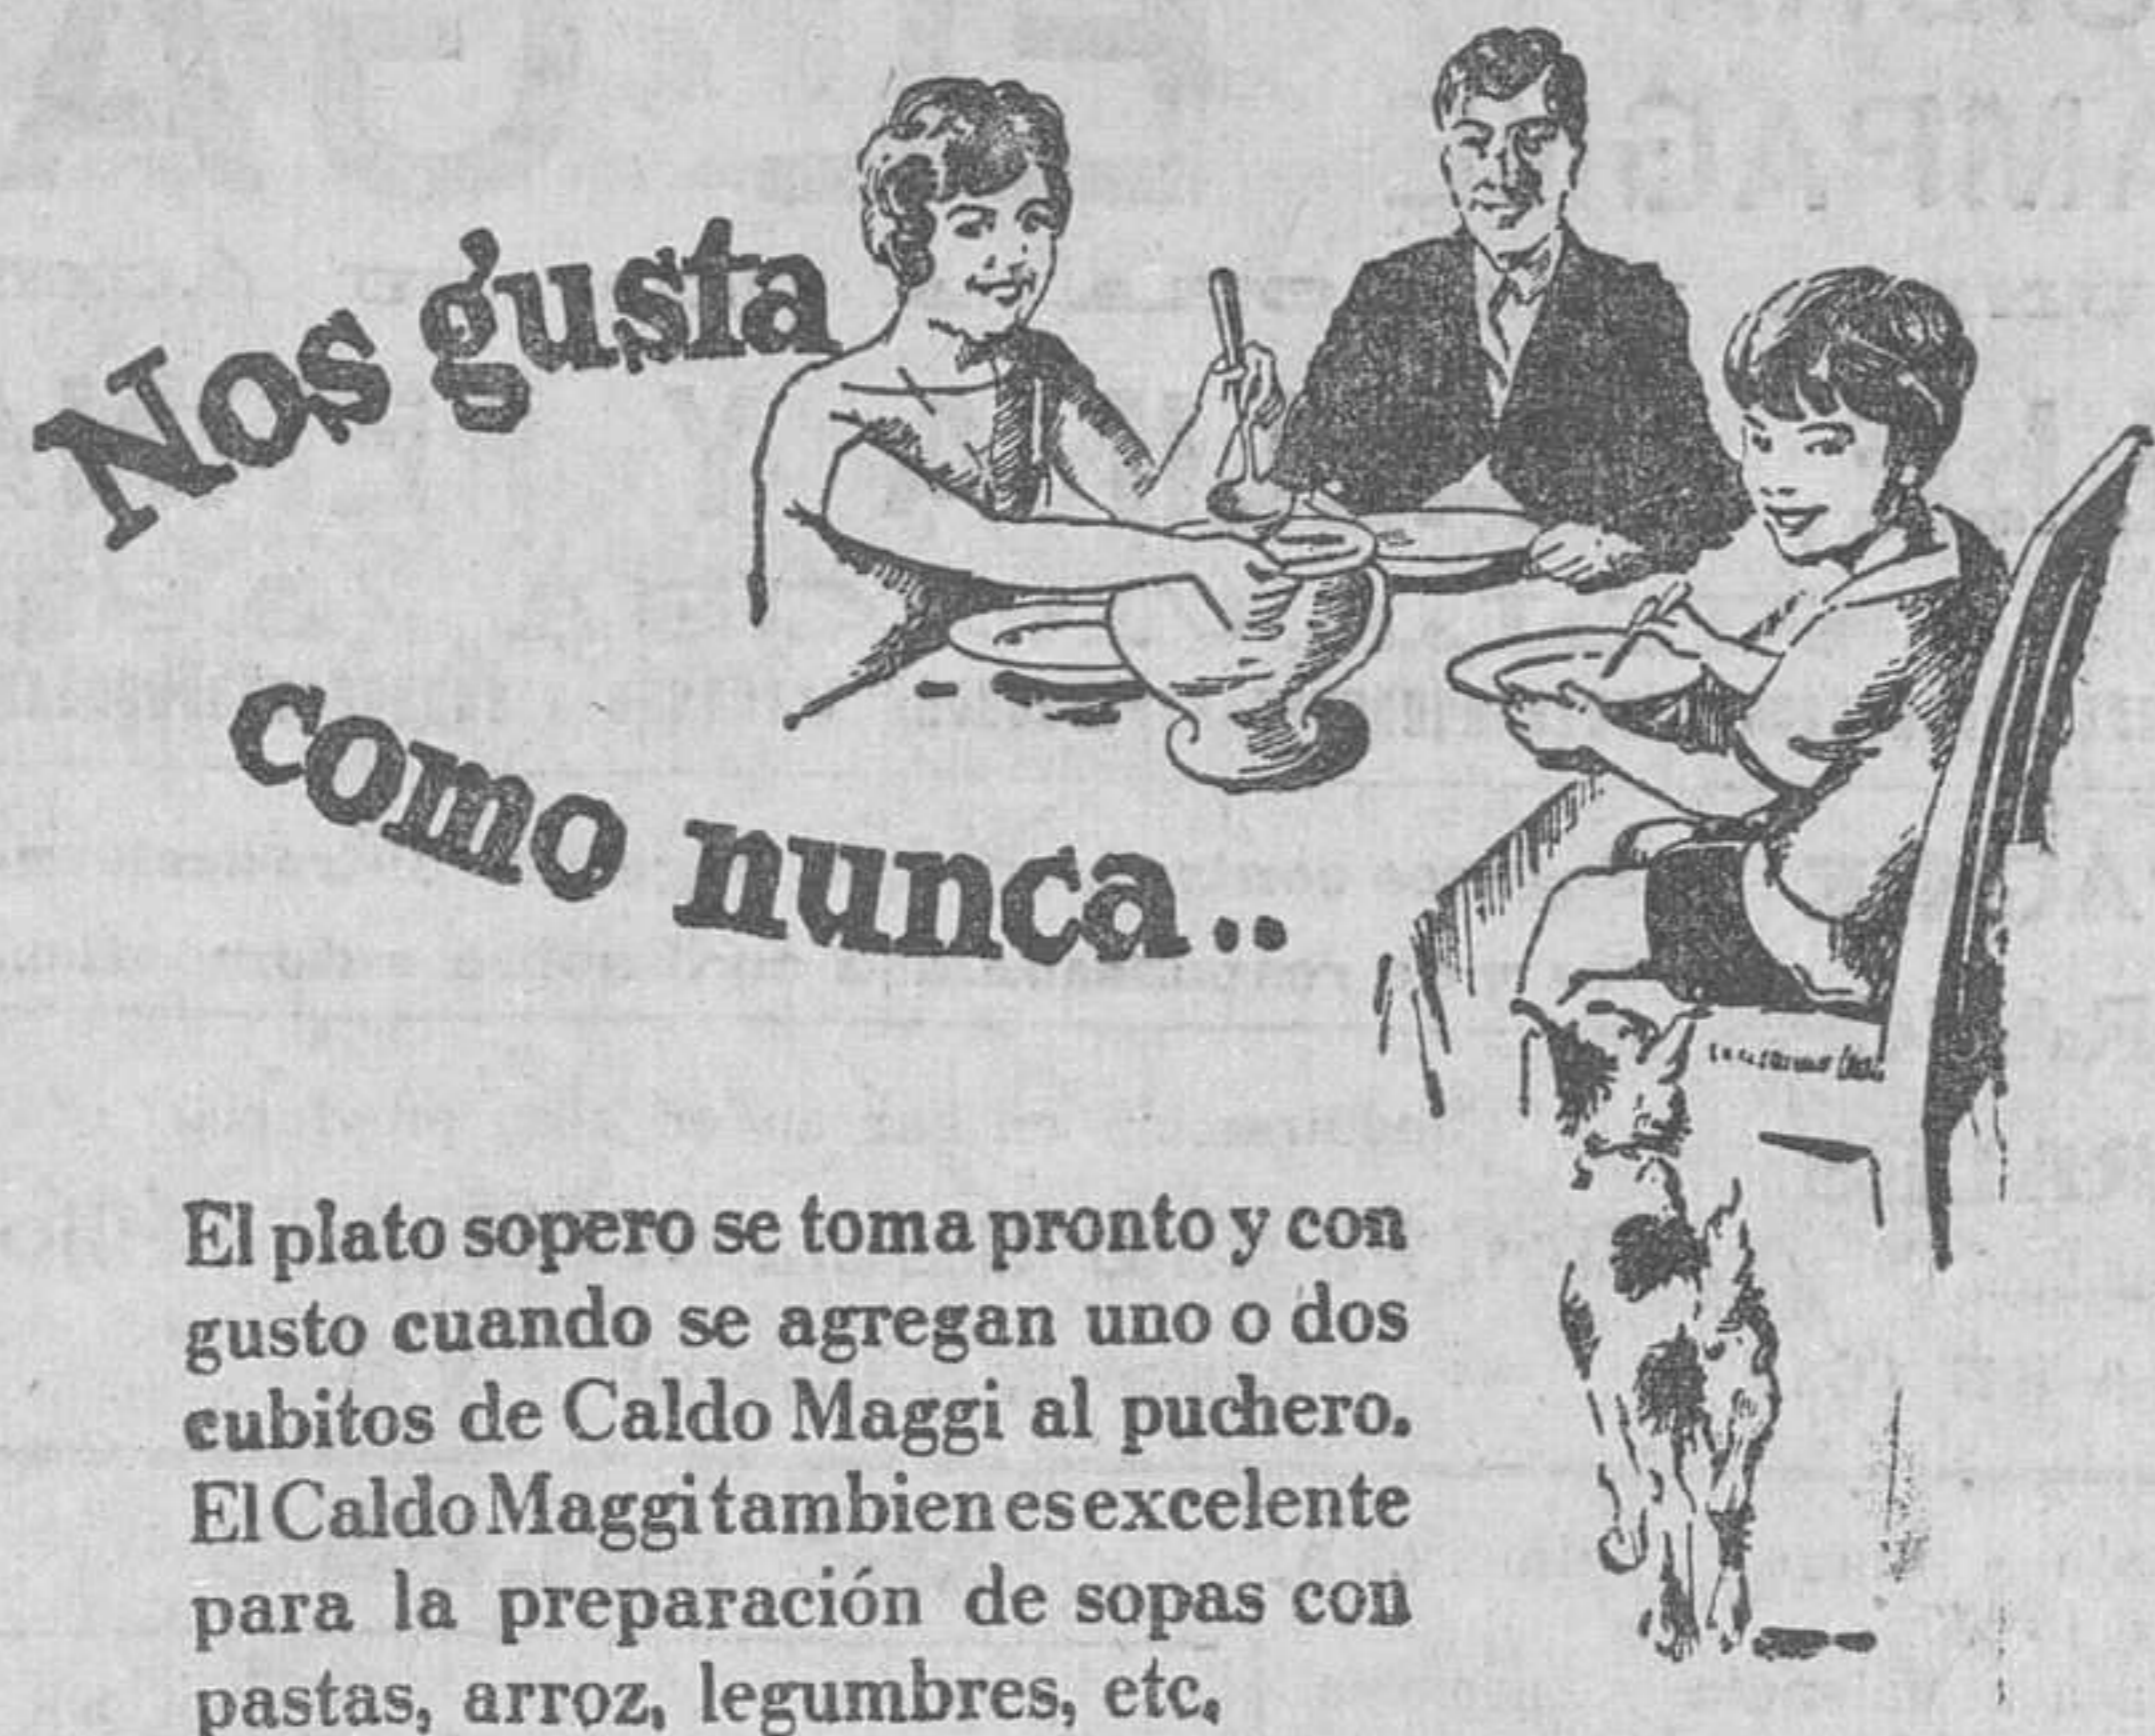 Nos gusta
como nunca..
El plato sopero se toma pronto y con
gusto cuando se agregan uno o dos
cubitos de Caldo Maggi al puchero.
El Caldo Maggi tambien es excelente
para la preparación de sopas con
pastas, arroz, legumbres, etc.